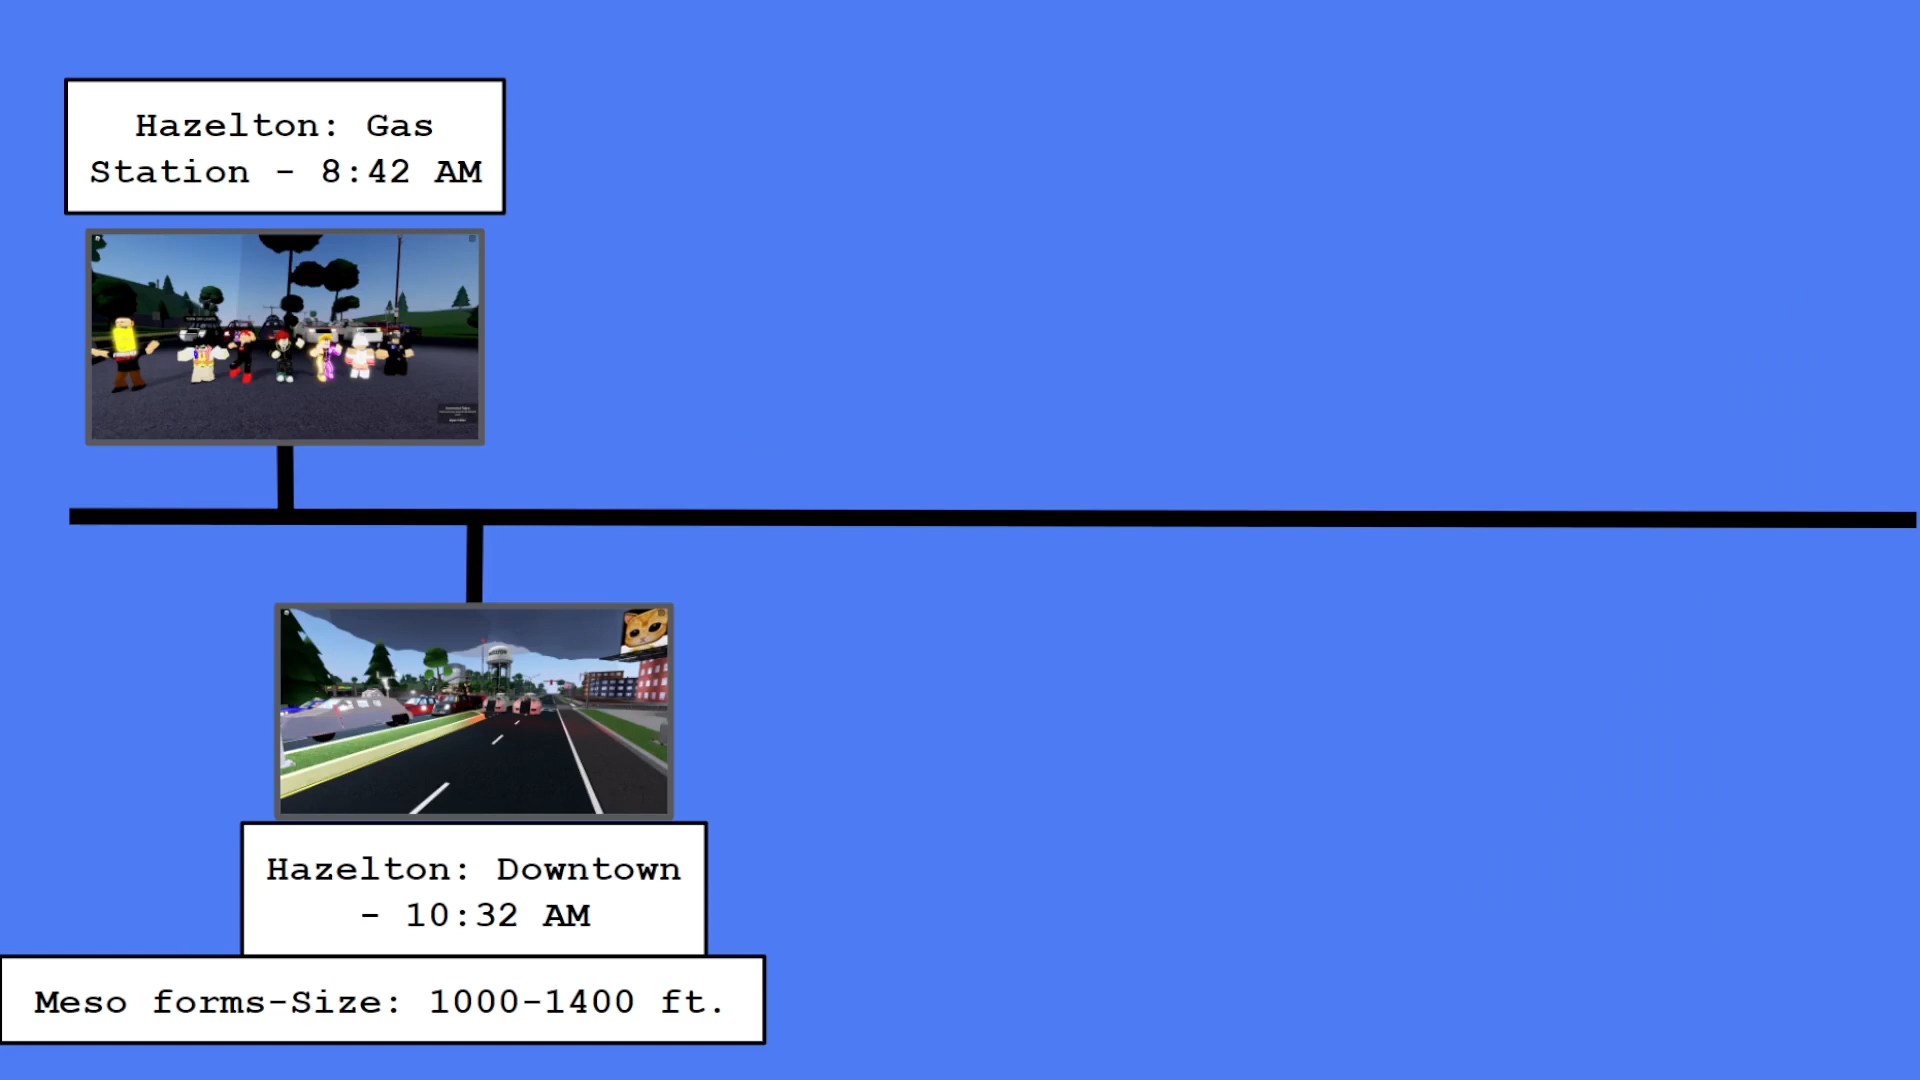 Hazelton: Gas
Station - 8:42 AM
Hazelton: Downtown
- 10:32 AM
Meso forms-Size: 1000-1400 ft.